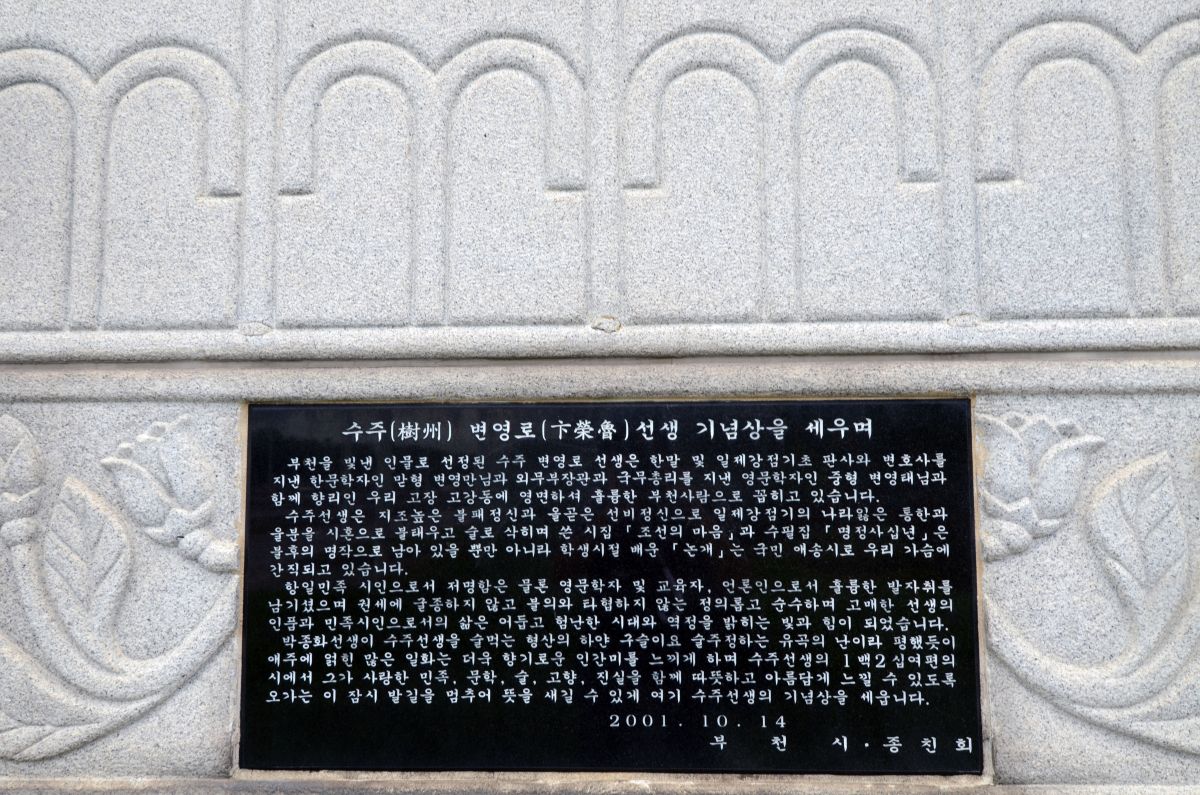 수주(樹州) 변영로(卞榮魯)선생 기념상을 세우며
부천을 빛낸 인물로 선정된 수주 변영로 선생은 한말 및 일제강점기초 판사와 변호사를
지낸 한문학자인 맏형 변영만님과 외무부장관과 국무총리를 지낸 영문학자인 중형 변영태님과
함께 향리인 우리 고장 고강동에 영면하셔 훌륭한 부천사람으로 꼽히고 있습니다.
수주선생은 지조높은 불패정신과 올곧은 선비정신으로 일제강점기의 나라잃은 통한과
울분을 시혼으로 불태우고 술로 삭히며 쓴 시집 「조선의 마음」과 수필집 「명정사십년」은
불후의 명작으로 남아 있을 뿐만 아니라 학생시절 배운 「논개」는 국민 애송시로 우리 가슴에
간직되고 있습니다.
항일민족 시인으로서 저명함은 물론 영문학자 및 교육자, 언론인으로서 훌륭한 발자취를
남기셨으며 권세에 굴종하지 않고 불의와 타협하지 않는 정의롭고 순수하며 고매한 선생의
인품과 민족시인으로서의 삶은 어둡고 험난한 시대와 역정을 밝히는 빛과 힘이 되었습니다.
박종화선생이 수주선생을 술먹는 형산의 하얀 구슬이요 술주정하는 유곡의 난이라 평했듯이
애주에 얽힌 많은 일화는 더욱 향기로운 인간미를 느끼게 하며 수주선생의 1백2십여편의
시에서 그가 사랑한 민족, 문학, 술, 고향, 진실을 함께 따뜻하고 아름답게 느낄 수 있도록
오가는 이 잠시 발길을 멈추어 뜻을 새길 수 있게 여기 수주선생의 기념상을 세웁니다.
2001. 10. 14
부 천 시·종친회